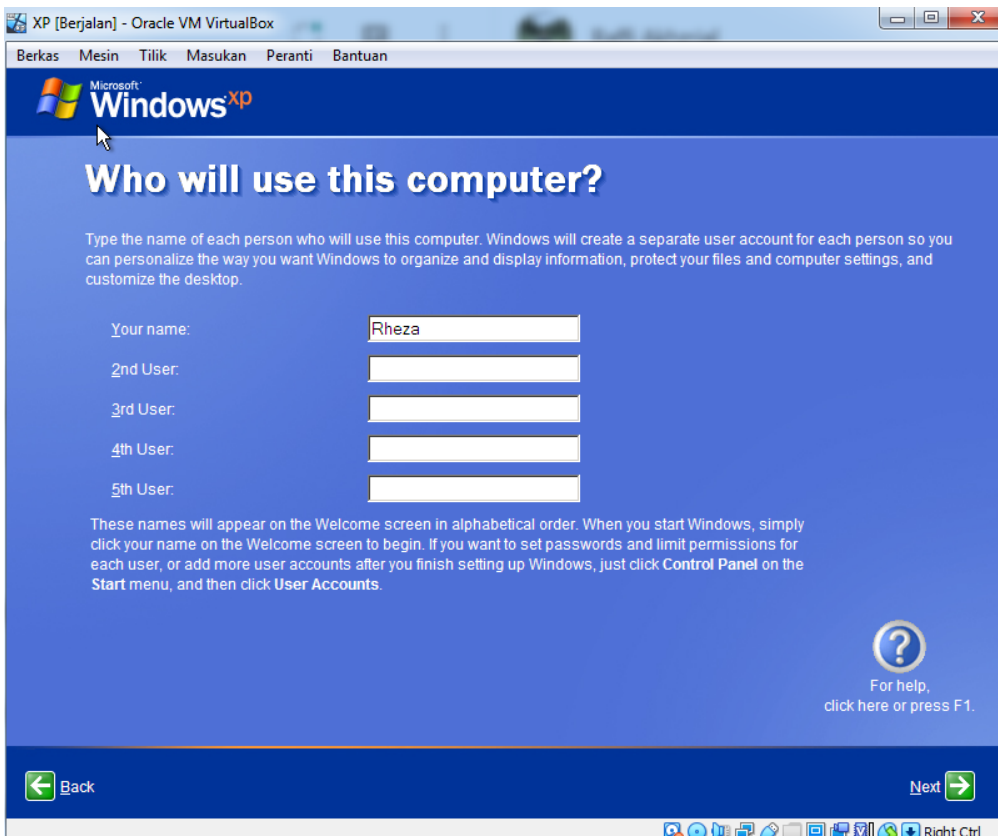 XP [Berjalan] - Oracle VM VirtualBox
Berkas Mesin Tilik Masukan Peranti Bantuan
Microsoft
Windows xp
Who will use this computer?
Type the name of each person who will use this computer. Windows will create a separate user account for each person so you
can personalize the way you want Windows to organize and display information, protect your files and computer settings, and
customize the desktop.
Your name: Rheza
2nd User:
3rd User:
4th User:
5th User:
These names will appear on the Welcome screen in alphabetical order. When you start Windows, simply
click your name on the Welcome screen to begin. If you want to set passwords and limit permissions for
each user, or add more user accounts after you finish setting up Windows, just click Control Panel on the
Start menu, and then click User Accounts.
For help,
click here or press F1.
Back Next
Right Ctrl